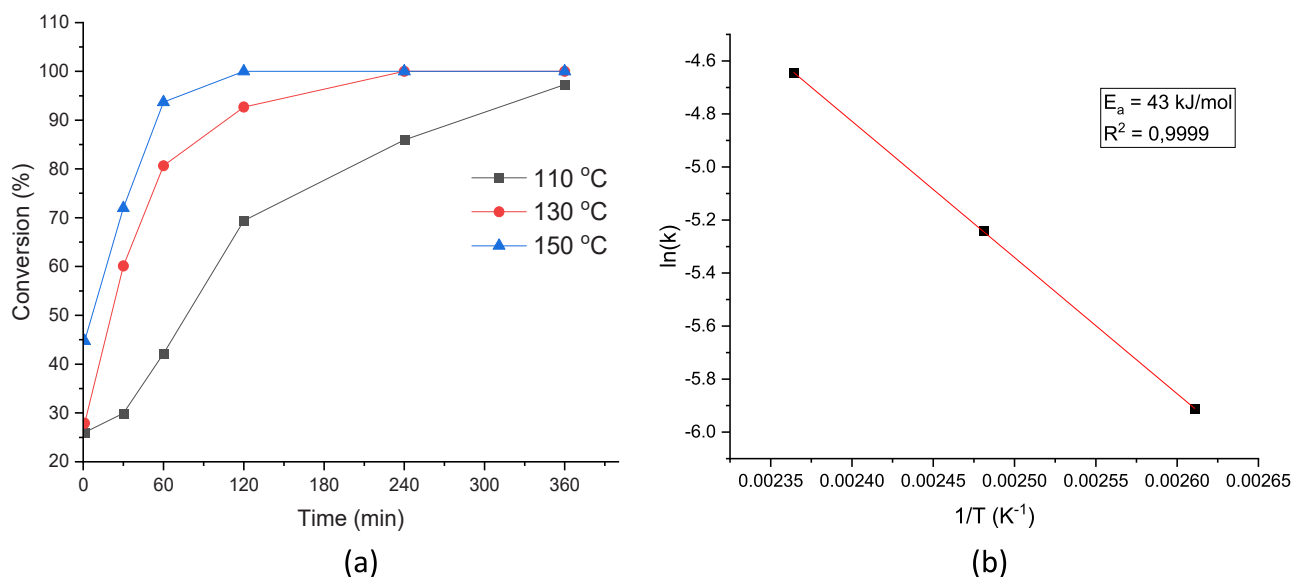 110
100
90
80
70
60
50
40
30
20
Conversion (%)
0
60
120
180
240
300
360
Time (min)
110 °C
130 °C
150 °C
(a)
-4.6
-4.8
-5.0
-5.2
-5.4
-5.6
-5.8
-6.0
ln(k)
Eₐ = 43 kJ/mol
R² = 0,9999
0.00235
0.00240
0.00245
0.00250
0.00255
0.00260
0.00265
1/T (K⁻¹)
(b)